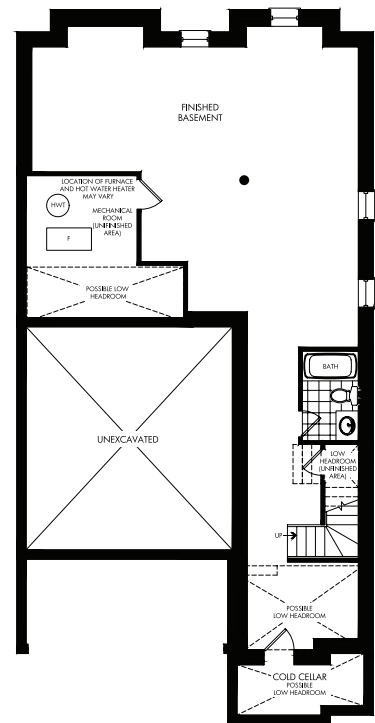 FINISHED
BASEMENT
LOCATION OF FURNACE
AND HOT WATER HEATER
MAY VARY
HWT
MECHANICAL
ROOM
(UNFINISHED
AREA)
F
POSSIBLE LOW
HEADROOM
BATH
UNEXCAVATED
LOW
HEADROOM
(UNFINISHED
AREA)
UP
POSSIBLE
LOW HEADROOM
COLD CELLAR
POSSIBLE
LOW HEADROOM